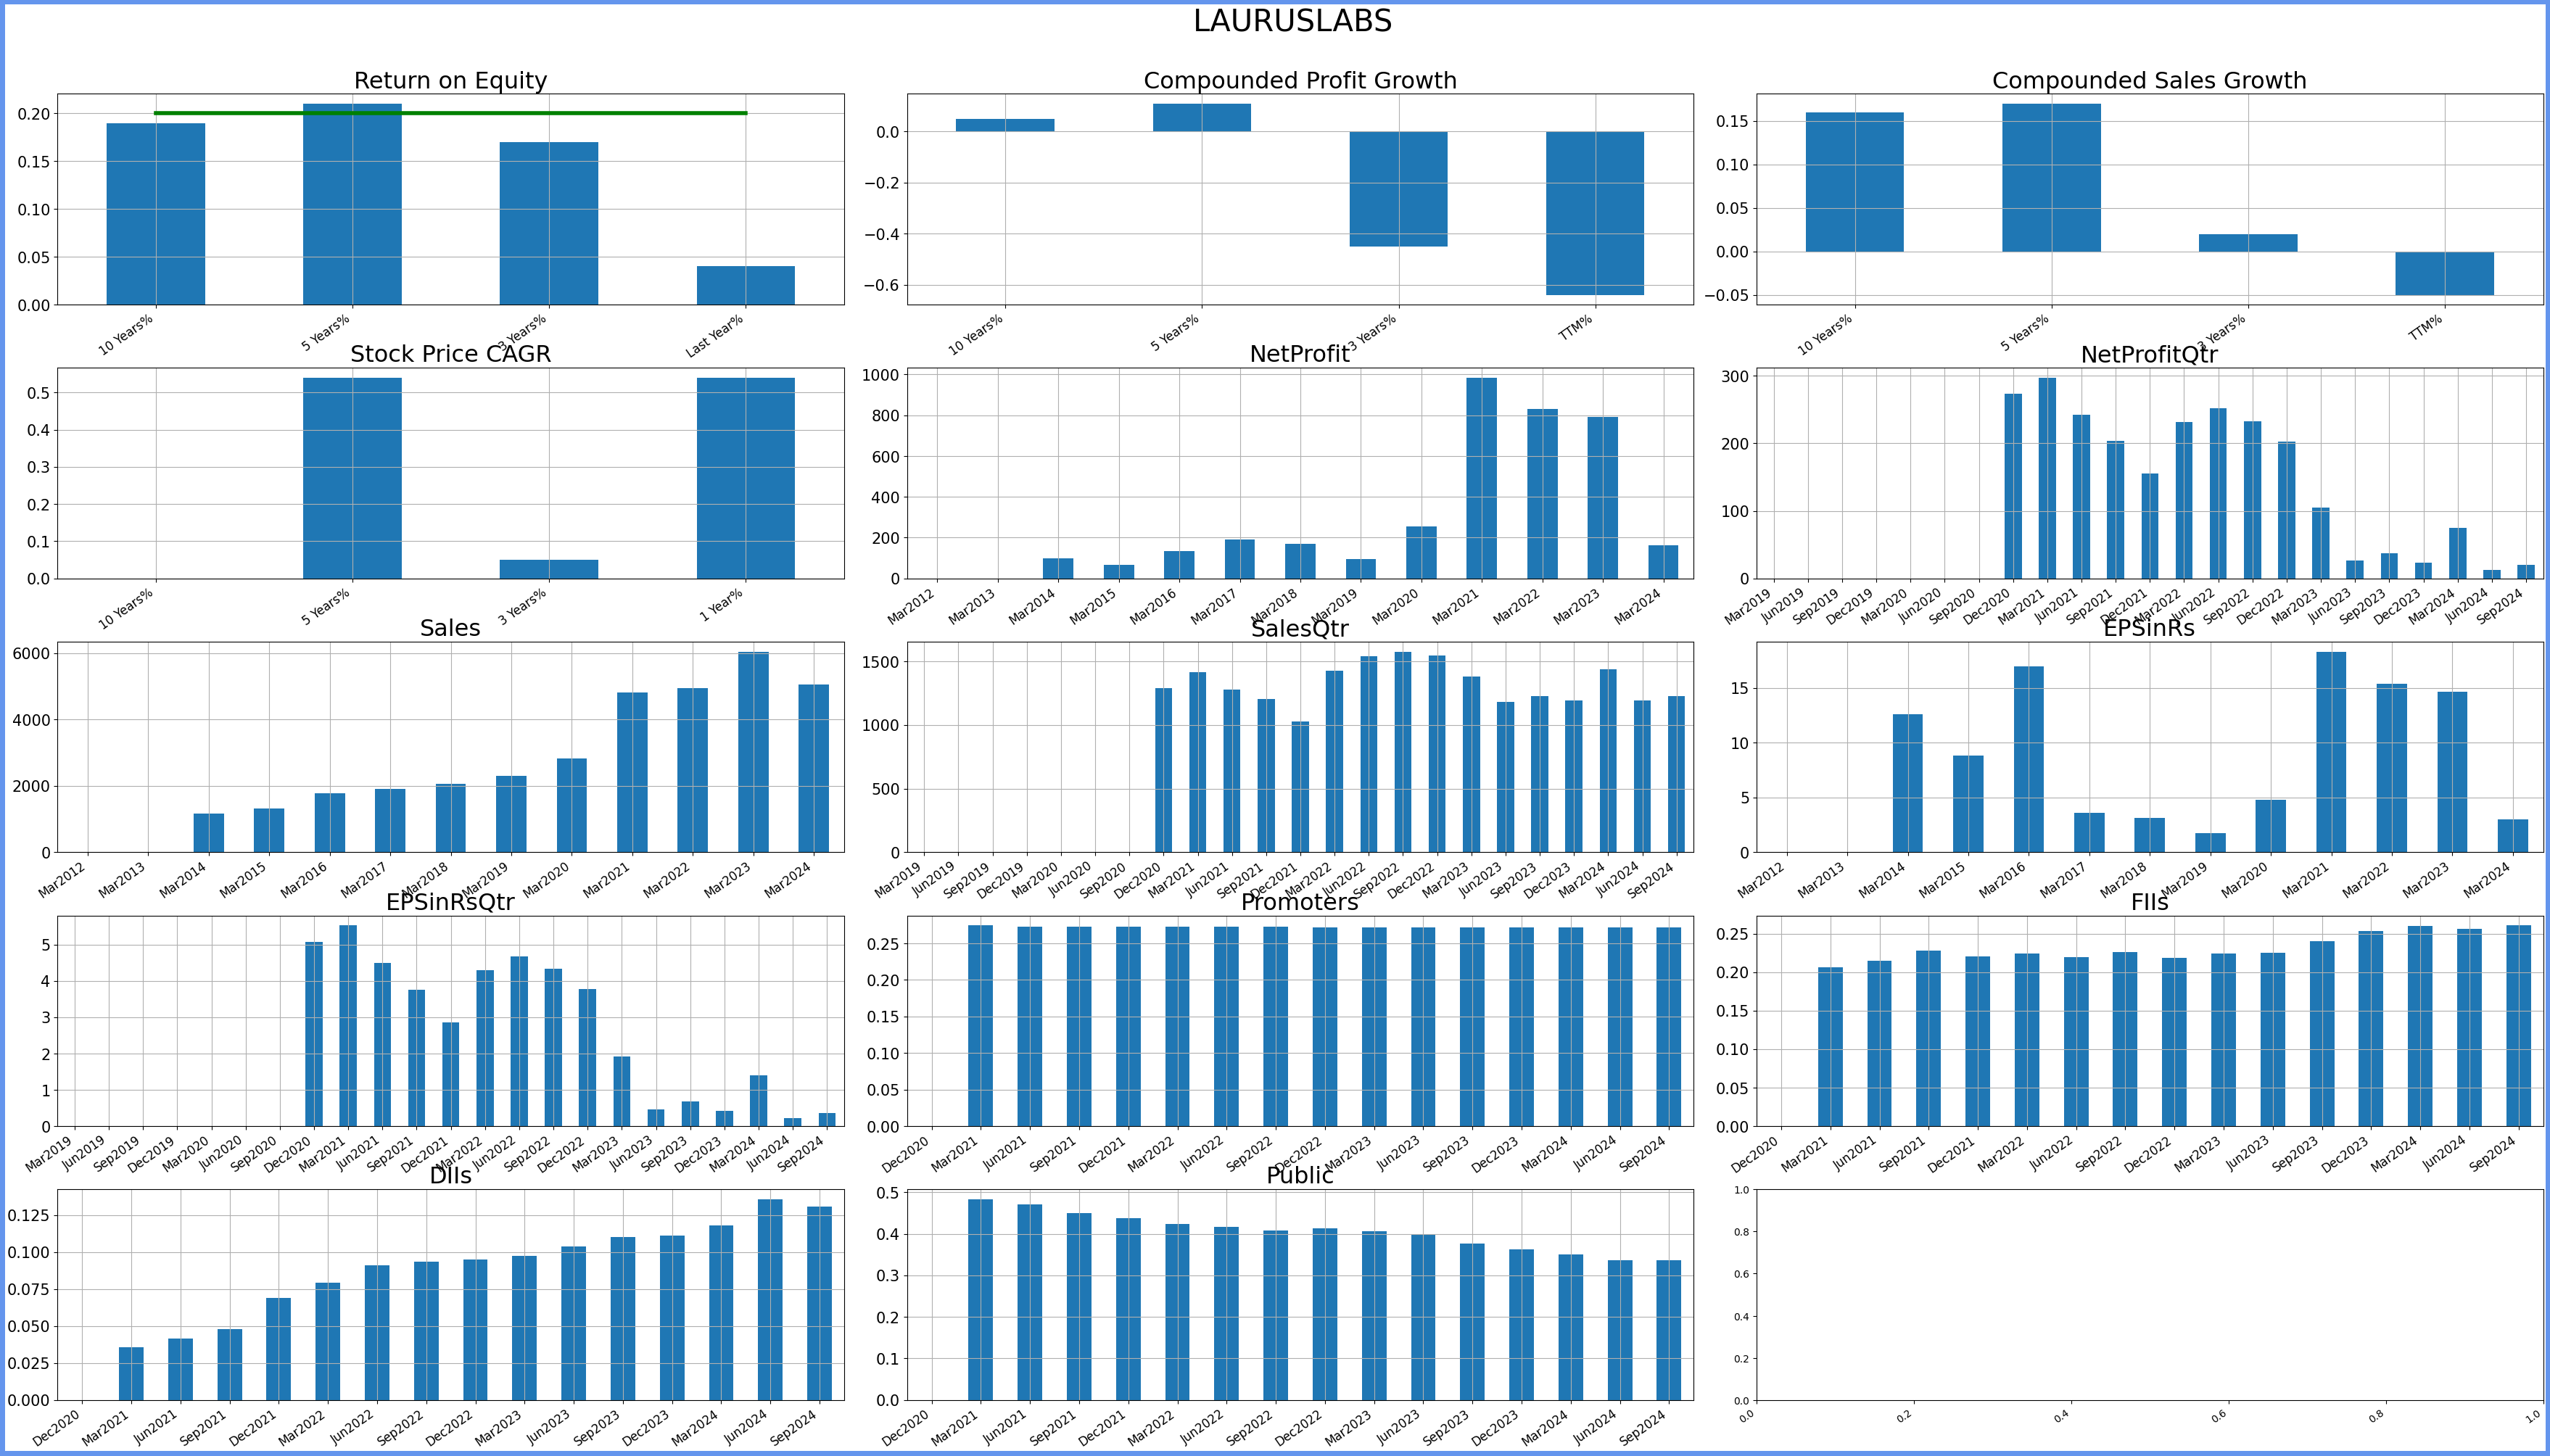 LAURUSLABS
Return on Equity
0.20
0.15
0.10
0.05
0.00
10 Years%
5 Years%
3 Years%
Last Year%
Compounded Profit Growth
0.0
−0.2
−0.4
−0.6
10 Years%
5 Years%
3 Years%
TTM%
Compounded Sales Growth
0.15
0.10
0.05
0.00
−0.05
10 Years%
5 Years%
3 Years%
TTM%
Stock Price CAGR
0.5
0.4
0.3
0.2
0.1
0.0
10 Years%
5 Years%
3 Years%
1 Year%
NetProfit
1000
800
600
400
200
0
Mar2012
Mar2013
Mar2014
Mar2015
Mar2016
Mar2017
Mar2018
Mar2019
Mar2020
Mar2021
Mar2022
Mar2023
Mar2024
NetProfitQtr
300
200
100
0
Mar2019
Jun2019
Sep2019
Dec2019
Mar2020
Jun2020
Sep2020
Dec2020
Mar2021
Jun2021
Sep2021
Dec2021
Mar2022
Jun2022
Sep2022
Dec2022
Mar2023
Jun2023
Sep2023
Dec2023
Mar2024
Jun2024
Sep2024
Sales
6000
4000
2000
0
Mar2012
Mar2013
Mar2014
Mar2015
Mar2016
Mar2017
Mar2018
Mar2019
Mar2020
Mar2021
Mar2022
Mar2023
Mar2024
SalesQtr
1500
1000
500
0
Mar2019
Jun2019
Sep2019
Dec2019
Mar2020
Jun2020
Sep2020
Dec2020
Mar2021
Jun2021
Sep2021
Dec2021
Mar2022
Jun2022
Sep2022
Dec2022
Mar2023
Jun2023
Sep2023
Dec2023
Mar2024
Jun2024
Sep2024
EPSinRs
15
10
5
0
Mar2012
Mar2013
Mar2014
Mar2015
Mar2016
Mar2017
Mar2018
Mar2019
Mar2020
Mar2021
Mar2022
Mar2023
Mar2024
EPSinRsQtr
5
4
3
2
1
0
Mar2019
Jun2019
Sep2019
Dec2019
Mar2020
Jun2020
Sep2020
Dec2020
Mar2021
Jun2021
Sep2021
Dec2021
Mar2022
Jun2022
Sep2022
Dec2022
Mar2023
Jun2023
Sep2023
Dec2023
Mar2024
Jun2024
Sep2024
Promoters
0.25
0.20
0.15
0.10
0.05
0.00
Dec2020
Mar2021
Jun2021
Sep2021
Dec2021
Mar2022
Jun2022
Sep2022
Dec2022
Mar2023
Jun2023
Sep2023
Dec2023
Mar2024
Jun2024
Sep2024
FIIs
0.25
0.20
0.15
0.10
0.05
0.00
Dec2020
Mar2021
Jun2021
Sep2021
Dec2021
Mar2022
Jun2022
Sep2022
Dec2022
Mar2023
Jun2023
Sep2023
Dec2023
Mar2024
Jun2024
Sep2024
DIIs
0.125
0.100
0.075
0.050
0.025
0.000
Dec2020
Mar2021
Jun2021
Sep2021
Dec2021
Mar2022
Jun2022
Sep2022
Dec2022
Mar2023
Jun2023
Sep2023
Dec2023
Mar2024
Jun2024
Sep2024
Public
0.5
0.4
0.3
0.2
0.1
0.0
Dec2020
Mar2021
Jun2021
Sep2021
Dec2021
Mar2022
Jun2022
Sep2022
Dec2022
Mar2023
Jun2023
Sep2023
Dec2023
Mar2024
Jun2024
Sep2024
1.0
0.8
0.6
0.4
0.2
0.0
0.0
0.2
0.4
0.6
0.8
1.0